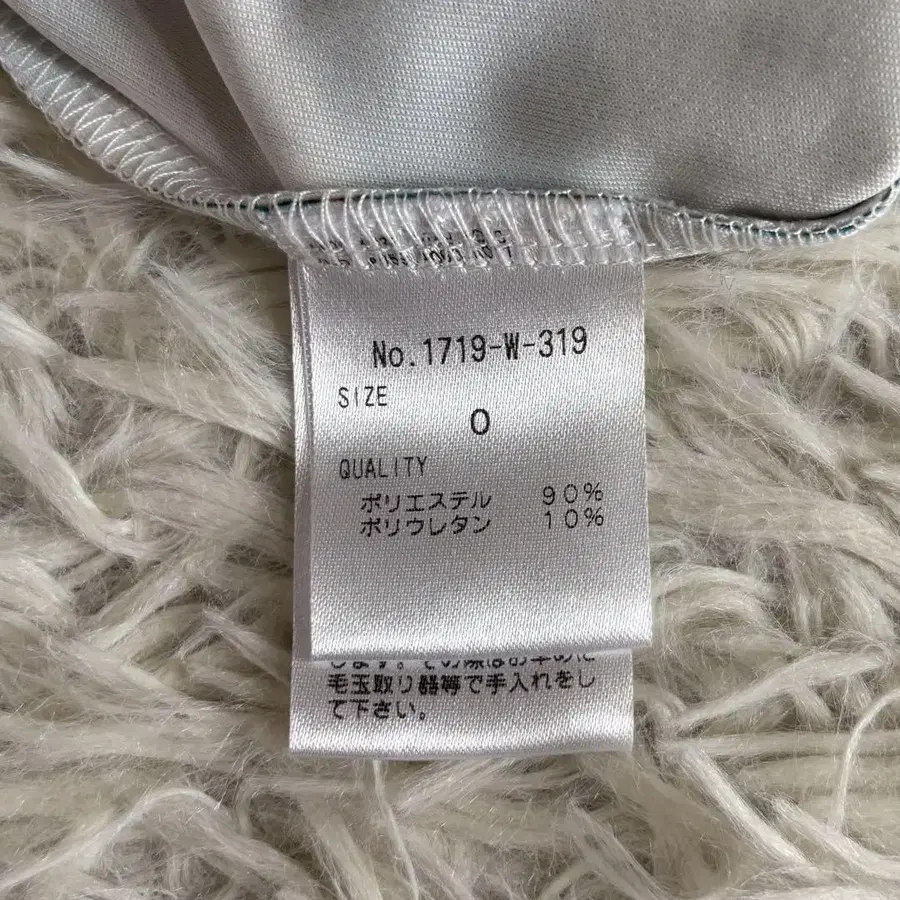 No.1719-W-319
SIZE
0
QUALITY
ポリエステル 90%
ポリウレタン 10%
毛玉取り器等で手入れをし
て下さい。